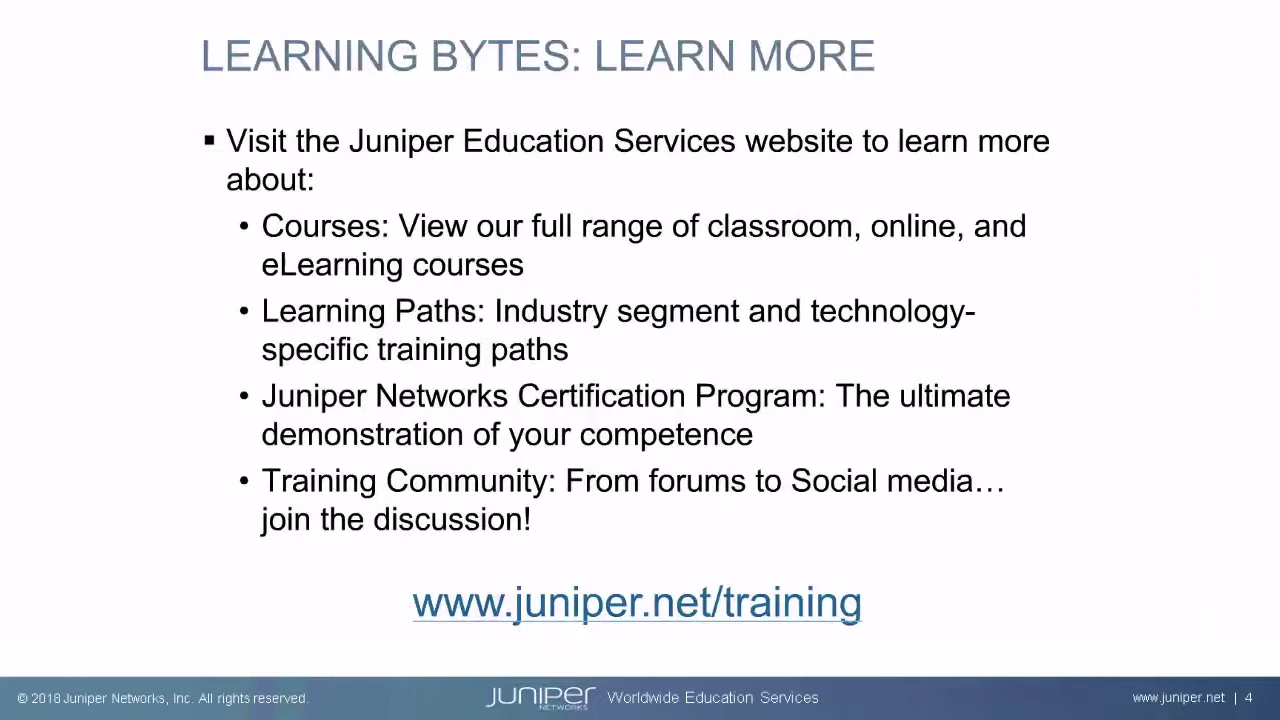 LEARNING BYTES: LEARN MORE
▪ Visit the Juniper Education Services website to learn more
about:
• Courses: View our full range of classroom, online, and
eLearning courses
• Learning Paths: Industry segment and technology-
specific training paths
• Juniper Networks Certification Program: The ultimate
demonstration of your competence
• Training Community: From forums to Social media…
join the discussion!
www.juniper.net/training
© 2016 Juniper Networks, Inc. All rights reserved.
JUNIPER
NETWORKS
Worldwide Education Services
www.juniper.net | 4